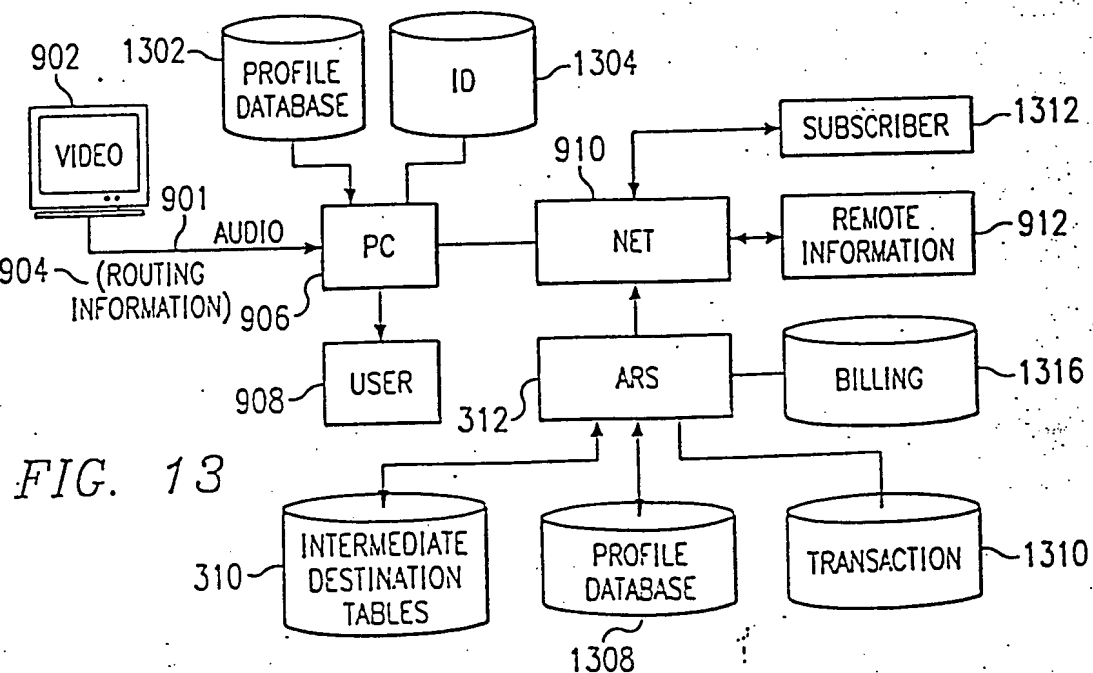 1302
PROFILE
DATABASE
ID
1304
902
VIDEO
901
AUDIO
904
(ROUTING
INFORMATION)
PC
906
USER
908
910
NET
SUBSCRIBER
1312
REMOTE
INFORMATION
912
ARS
312
BILLING
1316
FIG. 13
310
INTERMEDIATE
DESTINATION
TABLES
PROFILE
DATABASE
1308
TRANSACTION
1310